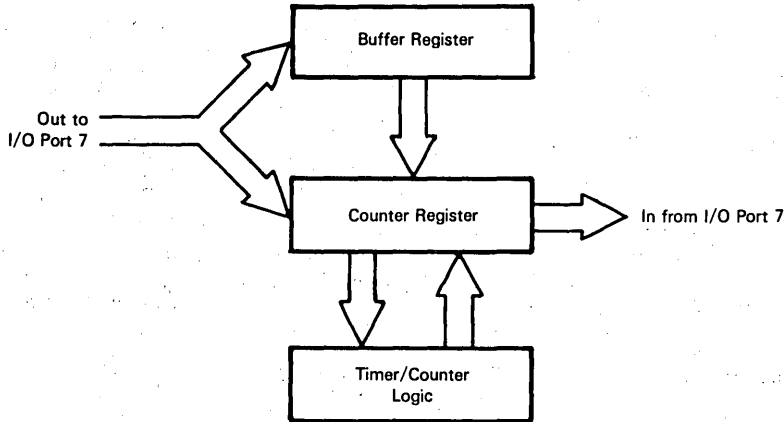 Buffer Register
Out to
I/O Port 7
Counter Register
In from I/O Port 7
Timer/Counter
Logic